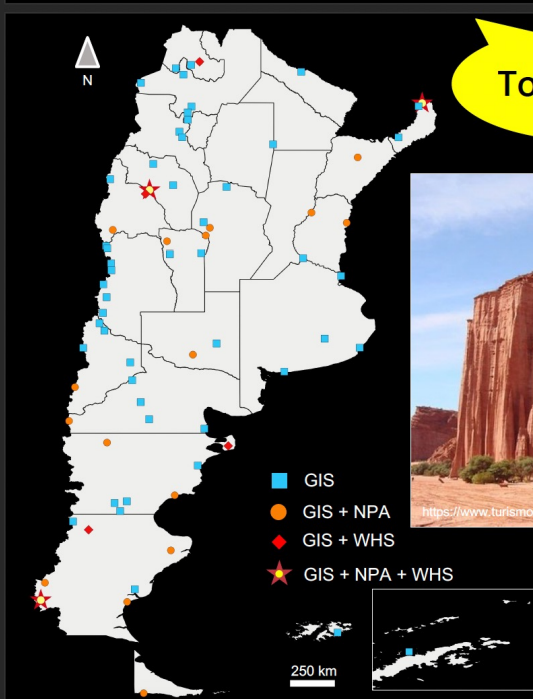 N
To
GIS
GIS + NPA
GIS + WHS
GIS + NPA + WHS
https://www.turismo
250 km